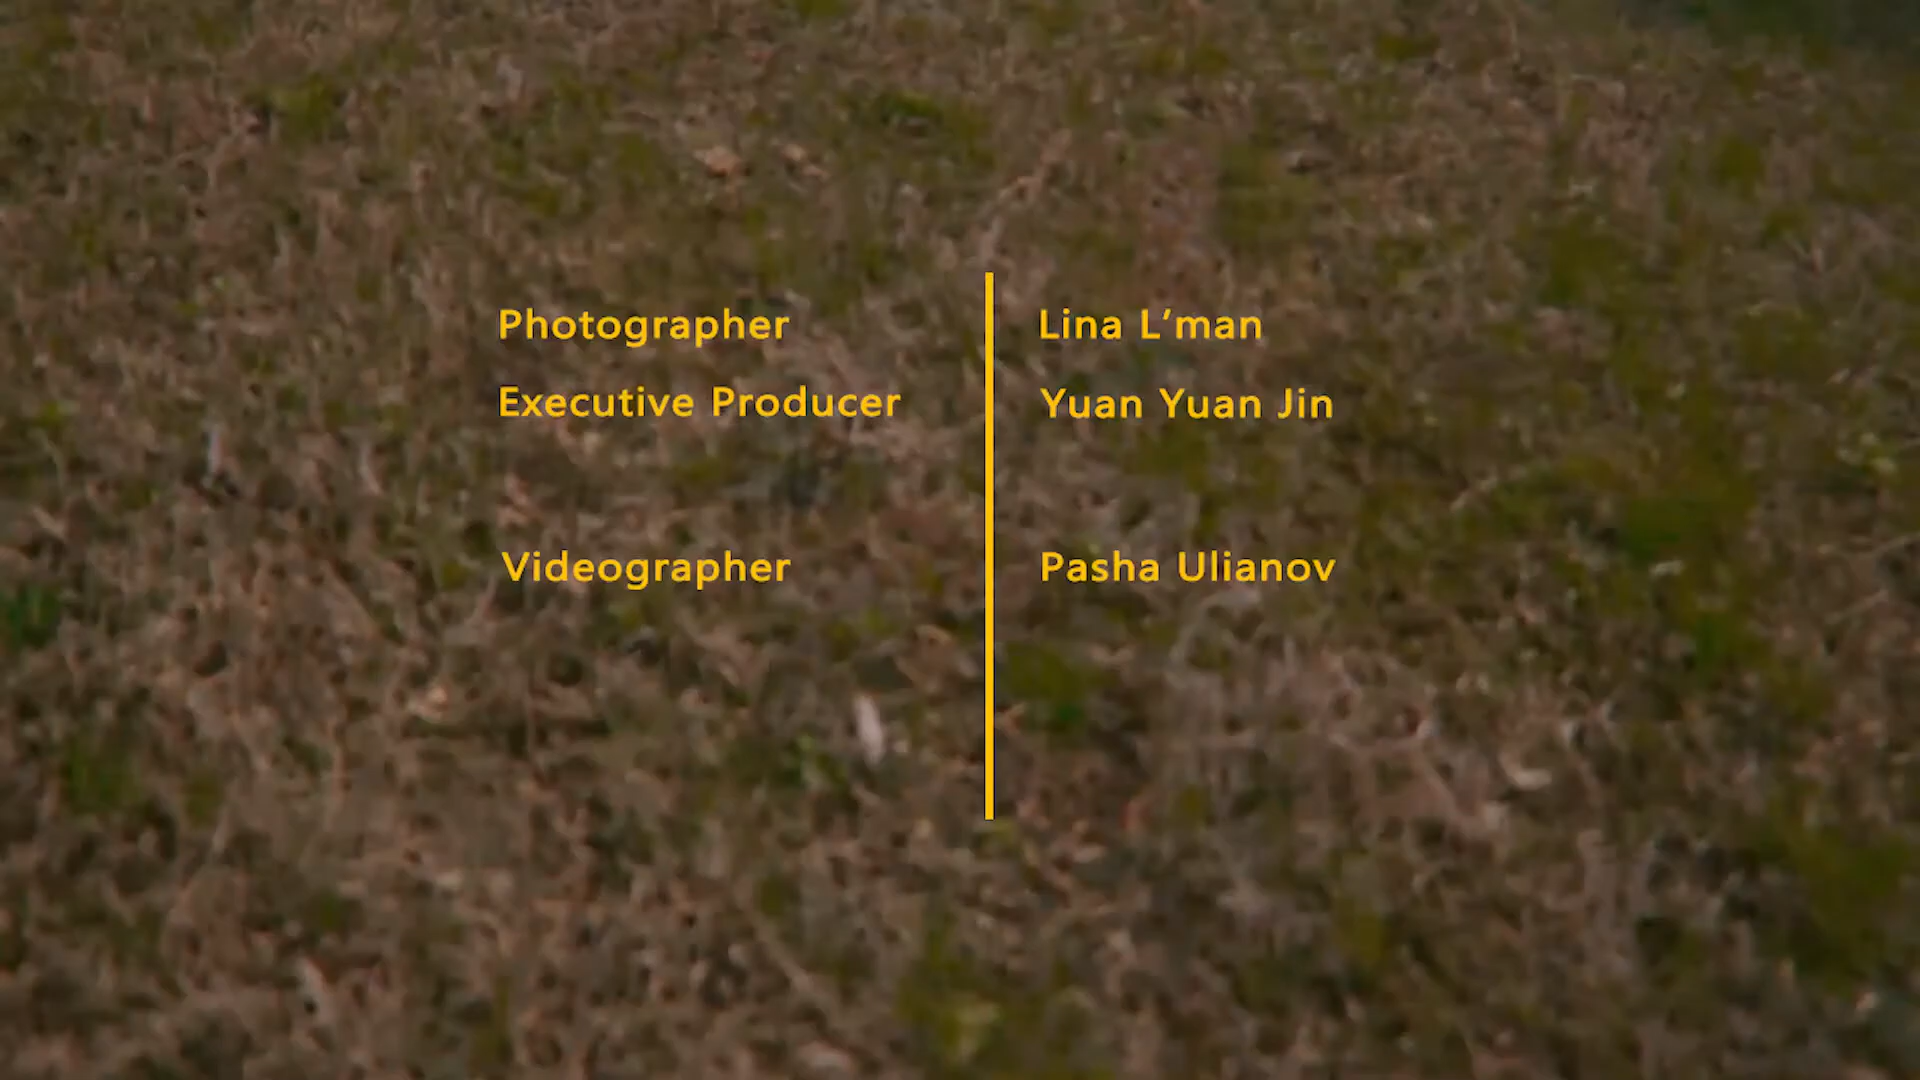 Photographer Lina L’man
Executive Producer Yuan Yuan Jin
Videographer Pasha Ulianov